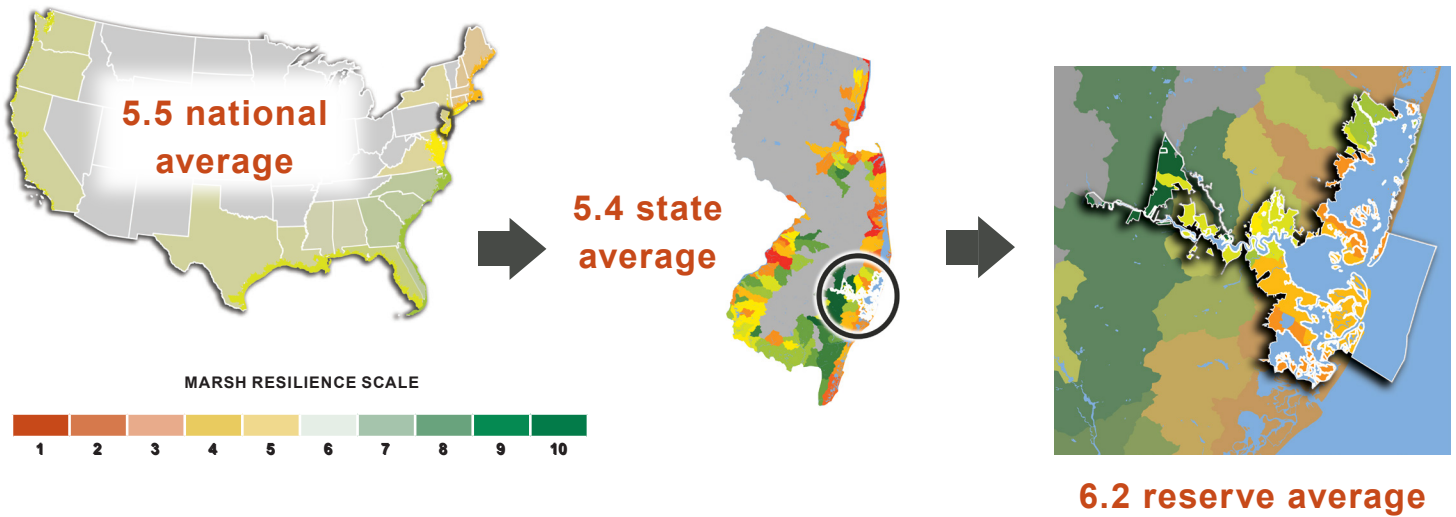 5.5 national
average
5.4 state
average
MARSH RESILIENCE SCALE
1 2 3 4 5 6 7 8 9 10
6.2 reserve average